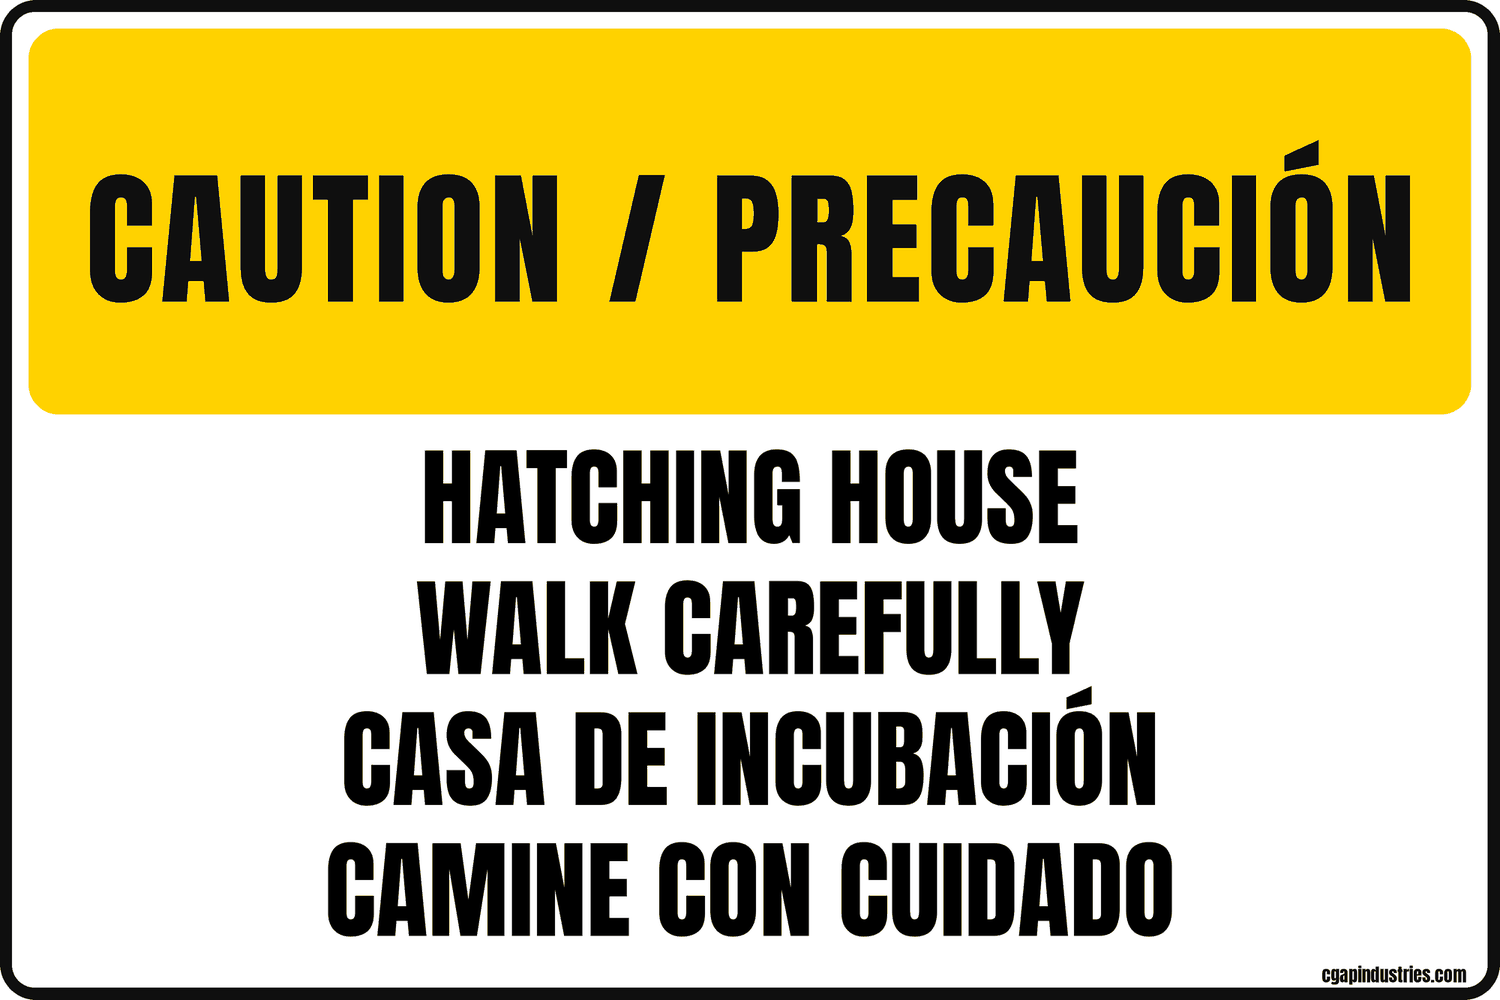 CAUTION / PRECAUCIÓN
HATCHING HOUSE
WALK CAREFULLY
CASA DE INCUBACIÓN
CAMINE CON CUIDADO
cgapindustries.com